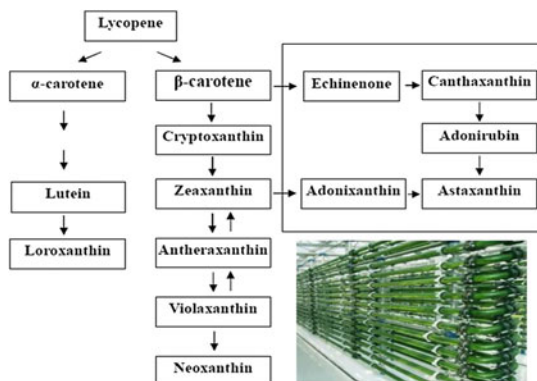 Lycopene
α-carotene
β-carotene
Echinenone
Canthaxanthin
Cryptoxanthin
Adonirubin
Lutein
Zeaxanthin
Adonixanthin
Astaxanthin
Loroxanthin
Antheraxanthin
Violaxanthin
Neoxanthin